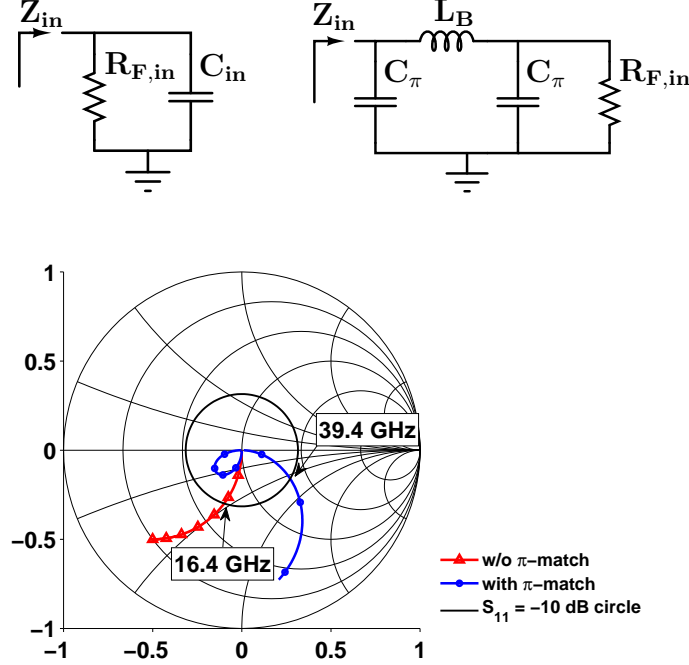 Z_in
R_F,in
C_in
Z_in
L_B
C_π
C_π
R_F,in
1
0.5
0
−0.5
−1
−1
−0.5
0
0.5
1
39.4 GHz
16.4 GHz
w/o π−match
with π−match
S_11 = −10 dB circle